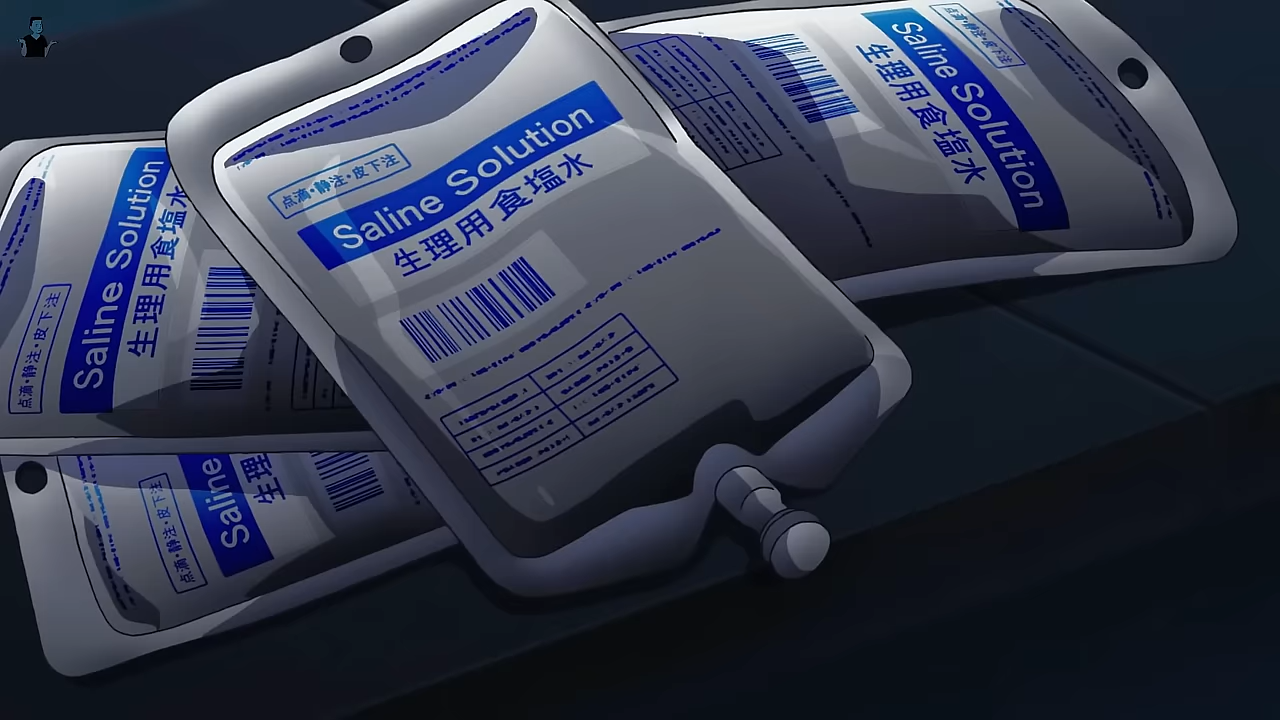 点滴・静注・皮下注
Saline Solution
生理用食塩水
点滴・静注・皮下注
Saline Solution
生理用食塩水
点滴・静注・皮下注
Saline Solution
生理用食塩水
点滴・静注・皮下注
Saline
生理